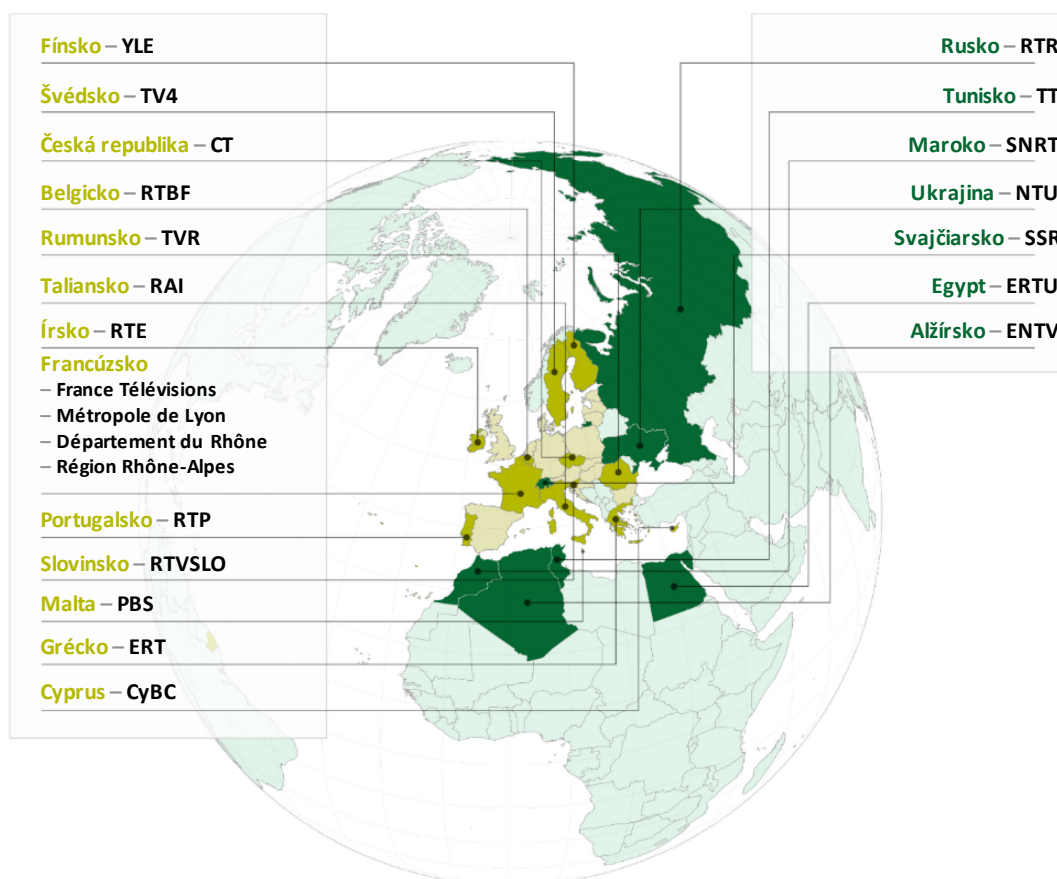 Fínsko – YLE
Švédsko – TV4
Česká republika – CT
Belgicko – RTBF
Rumunsko – TVR
Taliansko – RAI
Írsko – RTE
Francúzsko
– France Télévisions
– Métropole de Lyon
– Département du Rhône
– Région Rhône-Alpes
Portugalsko – RTP
Slovinsko – RTVSLO
Malta – PBS
Grécko – ERT
Cyprus – CyBC
Rusko – RTR
Tunisko – TT
Maroko – SNRT
Ukrajina – NTU
Svajčiarsko – SSR
Egypt – ERTU
Alžírsko – ENTV